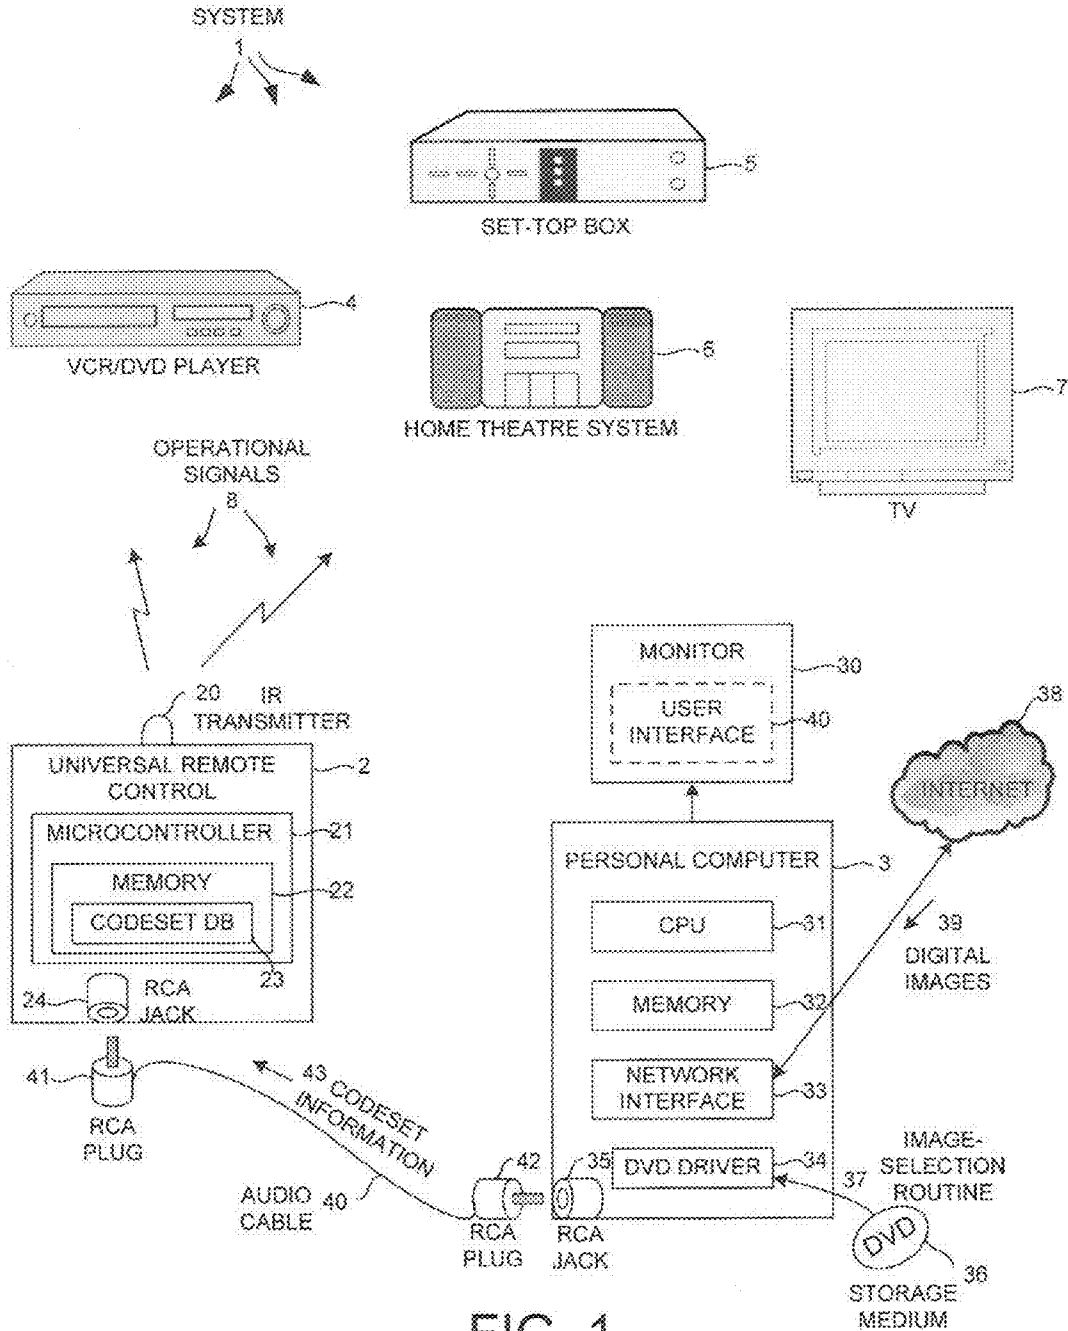 SYSTEM
1
5
SET-TOP BOX
4
VCR/DVD PLAYER
6
HOME THEATRE SYSTEM
7
TV
OPERATIONAL
SIGNALS
8
20
IR
TRANSMITTER
UNIVERSAL REMOTE
CONTROL
2
MICROCONTROLLER
21
MEMORY
22
CODESET DB
23
24
RCA
JACK
41
RCA
PLUG
43 CODESET
INFORMATION
AUDIO
CABLE
40
42
RCA
PLUG
35
RCA
JACK
MONITOR
30
USER
INTERFACE
40
38
INTERNET
PERSONAL COMPUTER
3
CPU
31
39
DIGITAL
IMAGES
MEMORY
32
NETWORK
INTERFACE
33
DVD DRIVER
34
IMAGE-
SELECTION
ROUTINE
37
DVD
36
STORAGE
MEDIUM
FIG. 1